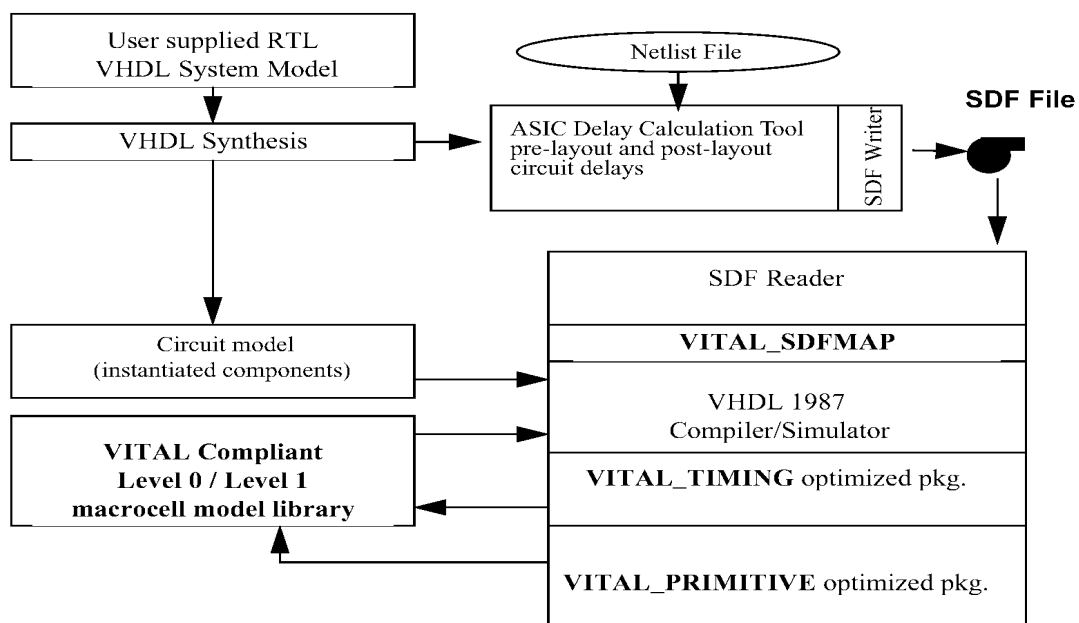 User supplied RTL
VHDL System Model
Netlist File
SDF File
VHDL Synthesis
ASIC Delay Calculation Tool
pre-layout and post-layout
circuit delays
SDF Writer
SDF Reader
VITAL_SDFMAP
Circuit model
(instantiated components)
VHDL 1987
Compiler/Simulator
VITAL Compliant
Level 0 / Level 1
macrocell model library
VITAL_TIMING optimized pkg.
VITAL_PRIMITIVE optimized pkg.